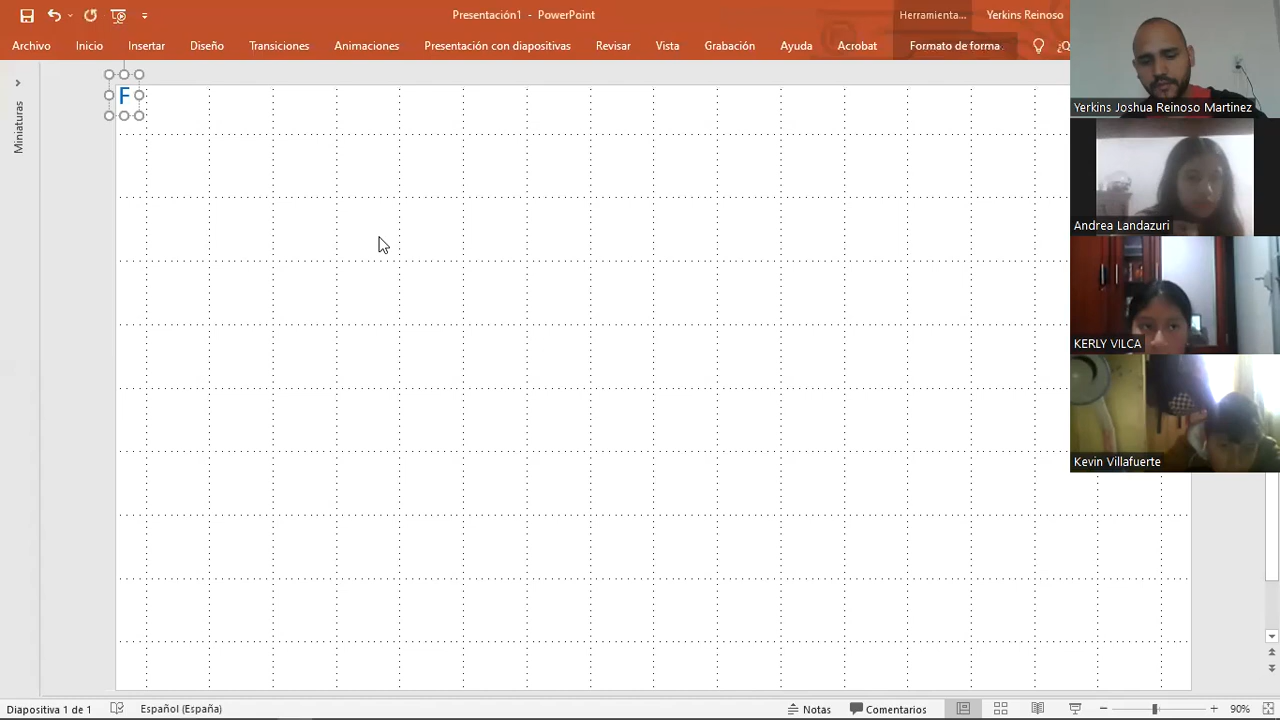 Presentación1 - PowerPoint
Herramienta...
Yerkins Reinoso
Archivo
Inicio
Insertar
Diseño
Transiciones
Animaciones
Presentación con diapositivas
Revisar
Vista
Grabación
Ayuda
Acrobat
Formato de forma
¿Q
Miniaturas
F
Yerkins Joshua Reinoso Martinez
Andrea Landazuri
KERLY VILCA
Kevin Villafuerte
Diapositiva 1 de 1
Español (España)
Notas
Comentarios
90%